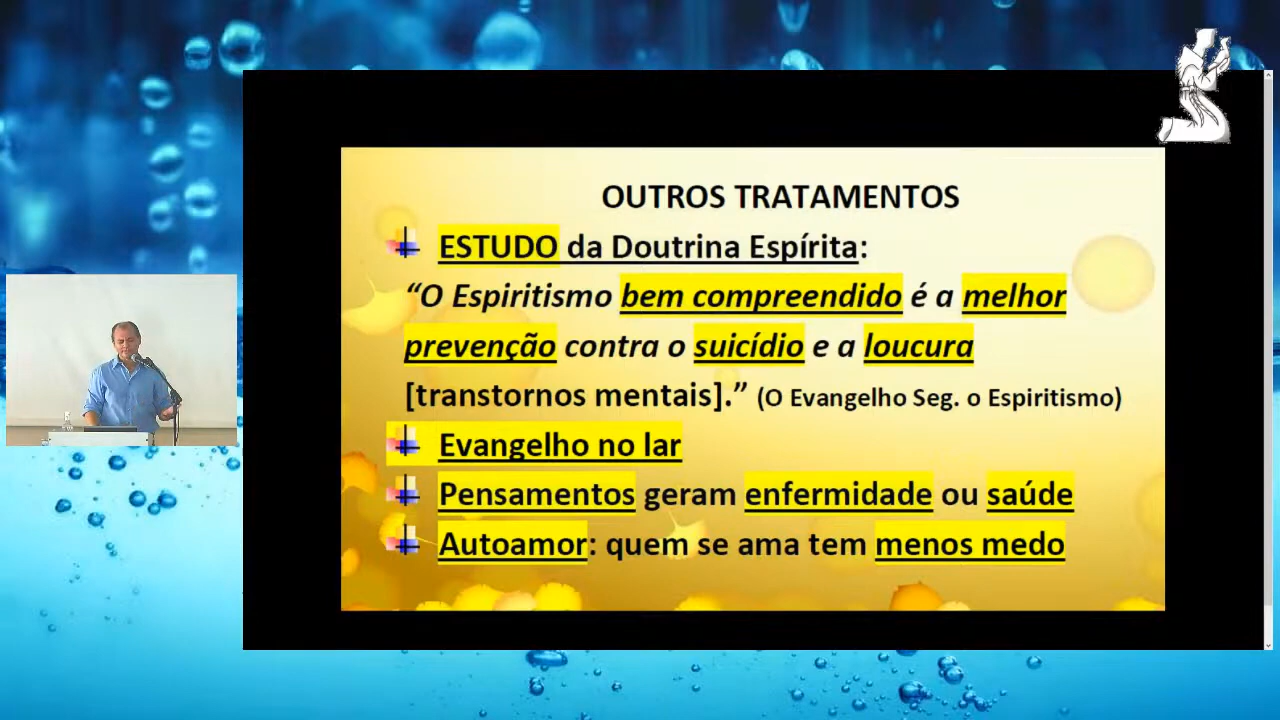 OUTROS TRATAMENTOS
ESTUDO da Doutrina Espírita:
“O Espiritismo bem compreendido é a melhor
prevenção contra o suicídio e a loucura
[transtornos mentais].” (O Evangelho Seg. o Espiritismo)
Evangelho no lar
Pensamentos geram enfermidade ou saúde
Autoamor: quem se ama tem menos medo